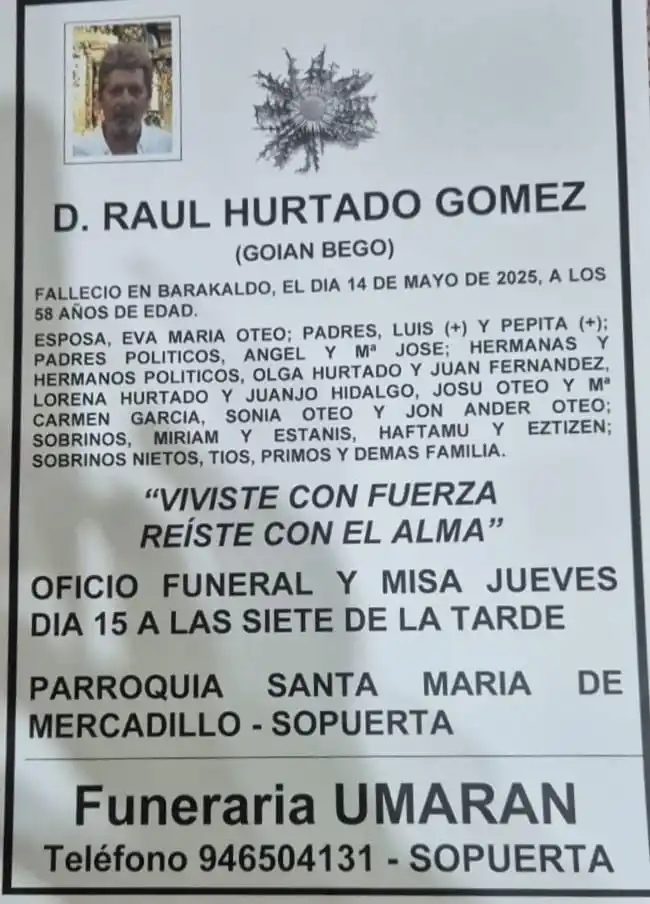 D. RAUL HURTADO GOMEZ
(GOIAN BEGO)
FALLECIO EN BARAKALDO, EL DIA 14 DE MAYO DE 2025, A LOS
58 AÑOS DE EDAD.
ESPOSA, EVA MARIA OTEO; PADRES, LUIS (+) Y PEPITA (+);
PADRES POLITICOS, ANGEL Y Mª JOSE; HERMANAS Y
HERMANOS POLITICOS, OLGA HURTADO Y JUAN FERNANDEZ,
LORENA HURTADO Y JUANJO HIDALGO, JOSU OTEO Y Mª
CARMEN GARCIA, SONIA OTEO Y JON ANDER OTEO;
SOBRINOS, MIRIAM Y ESTANIS, HAFTAMU Y EZTIZEN;
SOBRINOS NIETOS, TIOS, PRIMOS Y DEMAS FAMILIA.
“VIVISTE CON FUERZA
REÍSTE CON EL ALMA”
OFICIO FUNERAL Y MISA JUEVES
DIA 15 A LAS SIETE DE LA TARDE
PARROQUIA SANTA MARIA DE
MERCADILLO - SOPUERTA
Funeraria UMARAN
Teléfono 946504131 - SOPUERTA